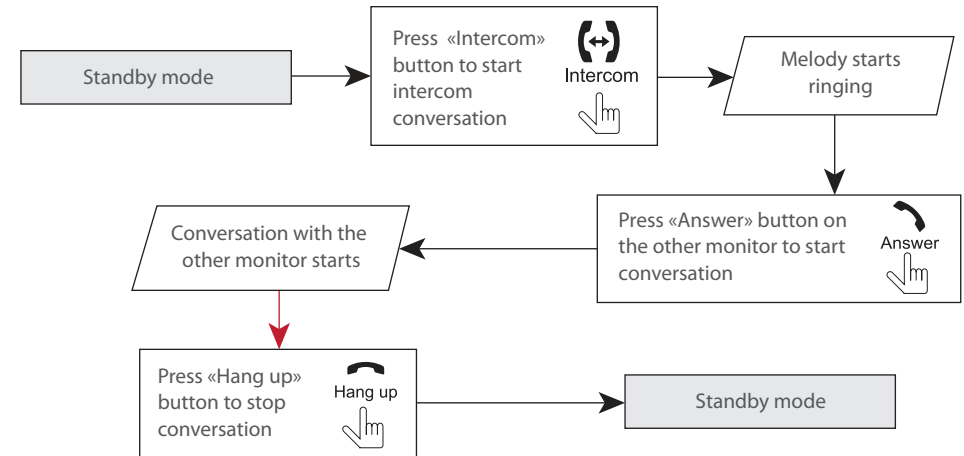 Standby mode
Press «Intercom»
button to start
intercom
conversation
Intercom
Melody starts
ringing
Press «Answer» button on
the other monitor to start
conversation
Answer
Conversation with the
other monitor starts
Press «Hang up»
button to stop
conversation
Hang up
Standby mode